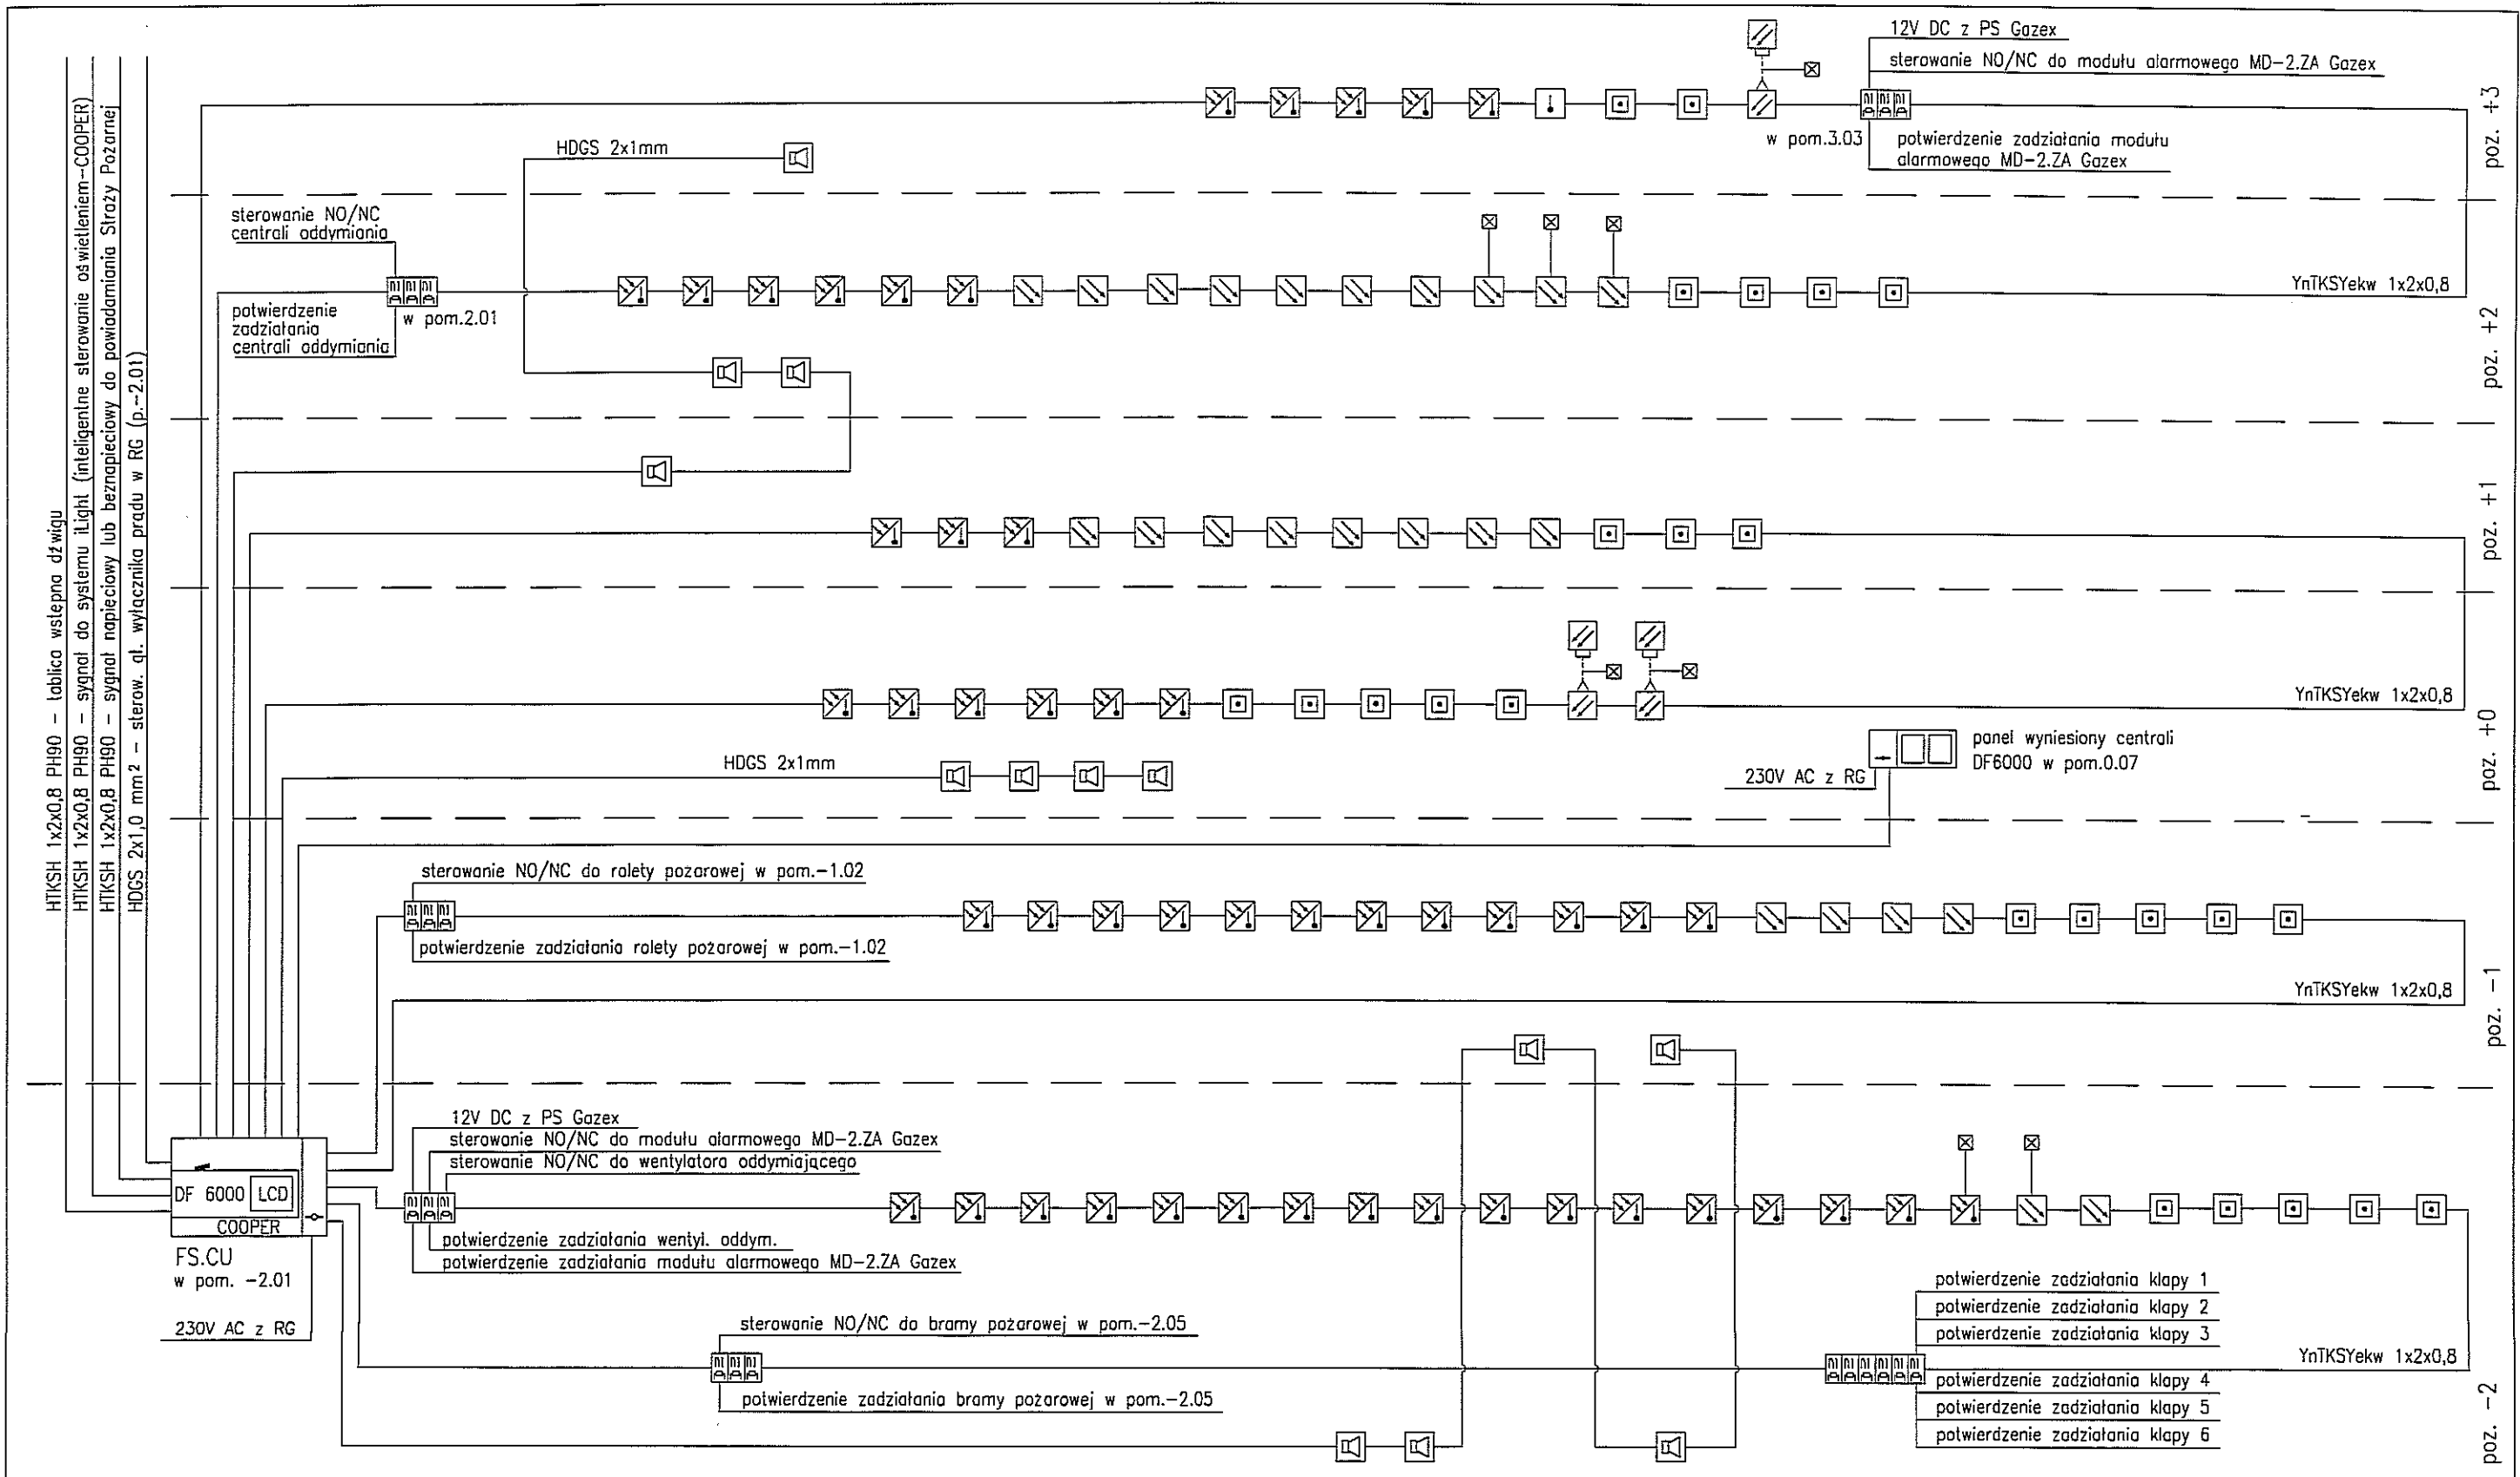 HTKSH 1x2x0,8 PH90 - tablica wstępna dźwigu
HTKSH 1x2x0,8 PH90 - sygnał do systemu iLight (inteligentne sterowanie oświetleniem-COOPER)
HTKSH 1x2x0,8 PH90 - sygnał napięciowy lub beznapięciowy do powiadamiania Straży Pożarnej
HDGS 2x1,0 mm² - sterow. gł. wyłącznika prądu w RG (p.-2.01)
12V DC z PS Gazex
sterowanie NO/NC do modułu alarmowego MD-2.ZA Gazex
w pom.3.03
potwierdzenie zadziałania modułu
alarmowego MD-2.ZA Gazex
poz. +3
HDGS 2x1mm
sterowanie NO/NC
centrali oddymiania
potwierdzenie
zadziałania
centrali oddymiania
w pom.2.01
YnTKSYekw 1x2x0,8
poz. +2
poz. +1
YnTKSYekw 1x2x0,8
HDGS 2x1mm
230V AC z RG
panel wyniesiony centrali
DF6000 w pom.0.07
poz. +0
sterowanie NO/NC do rolety pożarowej w pom.-1.02
potwierdzenie zadziałania rolety pożarowej w pom.-1.02
YnTKSYekw 1x2x0,8
poz. -1
12V DC z PS Gazex
sterowanie NO/NC do modułu alarmowego MD-2.ZA Gazex
sterowanie NO/NC do wentylatora oddymiającego
DF 6000 LCD
COOPER
FS.CU
w pom. -2.01
230V AC z RG
potwierdzenie zadziałania wentyl. oddym.
potwierdzenie zadziałania modułu alarmowego MD-2.ZA Gazex
sterowanie NO/NC do bramy pożarowej w pom.-2.05
potwierdzenie zadziałania bramy pożarowej w pom.-2.05
potwierdzenie zadziałania klapy 1
potwierdzenie zadziałania klapy 2
potwierdzenie zadziałania klapy 3
YnTKSYekw 1x2x0,8
potwierdzenie zadziałania klapy 4
potwierdzenie zadziałania klapy 5
potwierdzenie zadziałania klapy 6
poz. -2